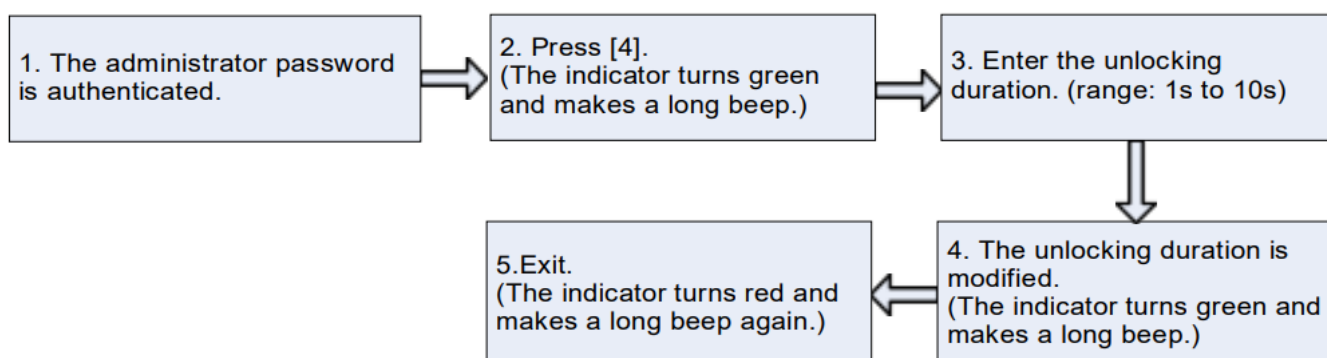 1. The administrator password
is authenticated.
2. Press [4].
(The indicator turns green
and makes a long beep.)
3. Enter the unlocking
duration. (range: 1s to 10s)
4. The unlocking duration is
modified.
(The indicator turns green and
makes a long beep.)
5.Exit.
(The indicator turns red and
makes a long beep again.)